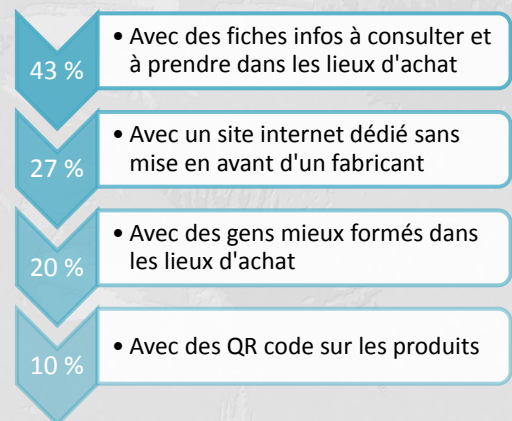 43 %
• Avec des fiches infos à consulter et
à prendre dans les lieux d'achat
27 %
• Avec un site internet dédié sans
mise en avant d'un fabricant
20 %
• Avec des gens mieux formés dans
les lieux d'achat
10 %
• Avec des QR code sur les produits